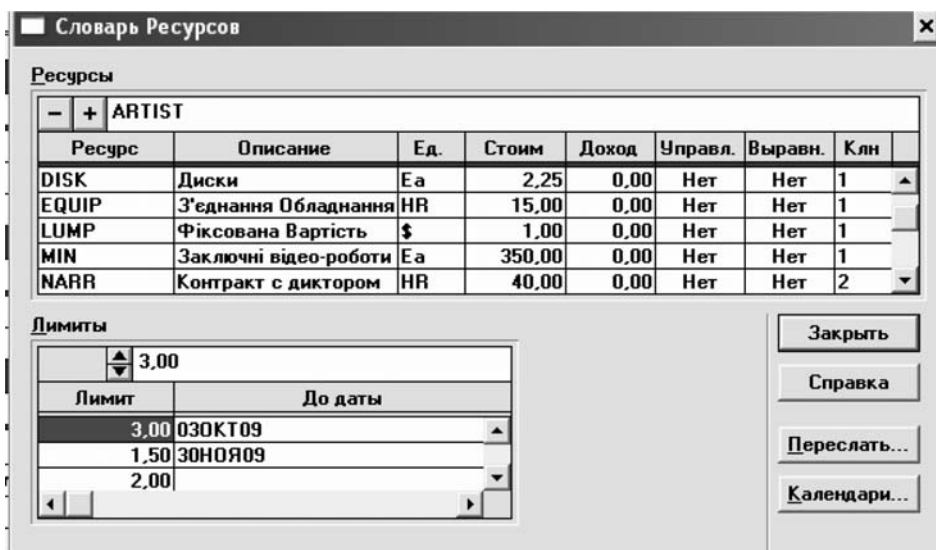 Словарь Ресурсов
Ресурсы
− + ARTIST
Ресурс Описание Ед. Стоим Доход Управл. Выравн. Клн
DISK Диски Ea 2,25 0,00 Нет Нет 1
EQUIP З'єднання Обладнання HR 15,00 0,00 Нет Нет 1
LUMP Фіксована Вартість $ 1,00 0,00 Нет Нет 1
MIN Заключні відео-роботи Ea 350,00 0,00 Нет Нет 1
NARR Контракт с диктором HR 40,00 0,00 Нет Нет 2
Лимиты
3,00
Лимит До даты
3,00 03ОКТ09
1,50 30НОЯ09
2,00
Закрыть
Справка
Переслать...
Календари...